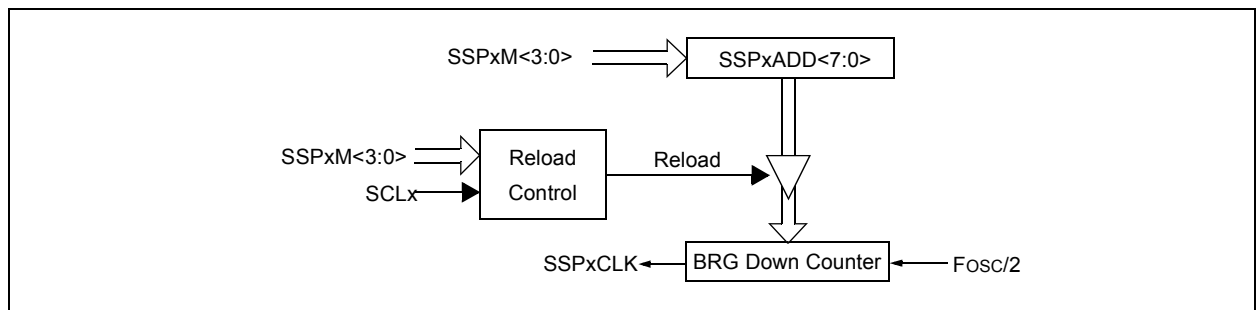 SSPxM<3:0>
SSPxADD<7:0>
SSPxM<3:0>
Reload
Control
Reload
SCLx
SSPxCLK
BRG Down Counter
FOSC/2